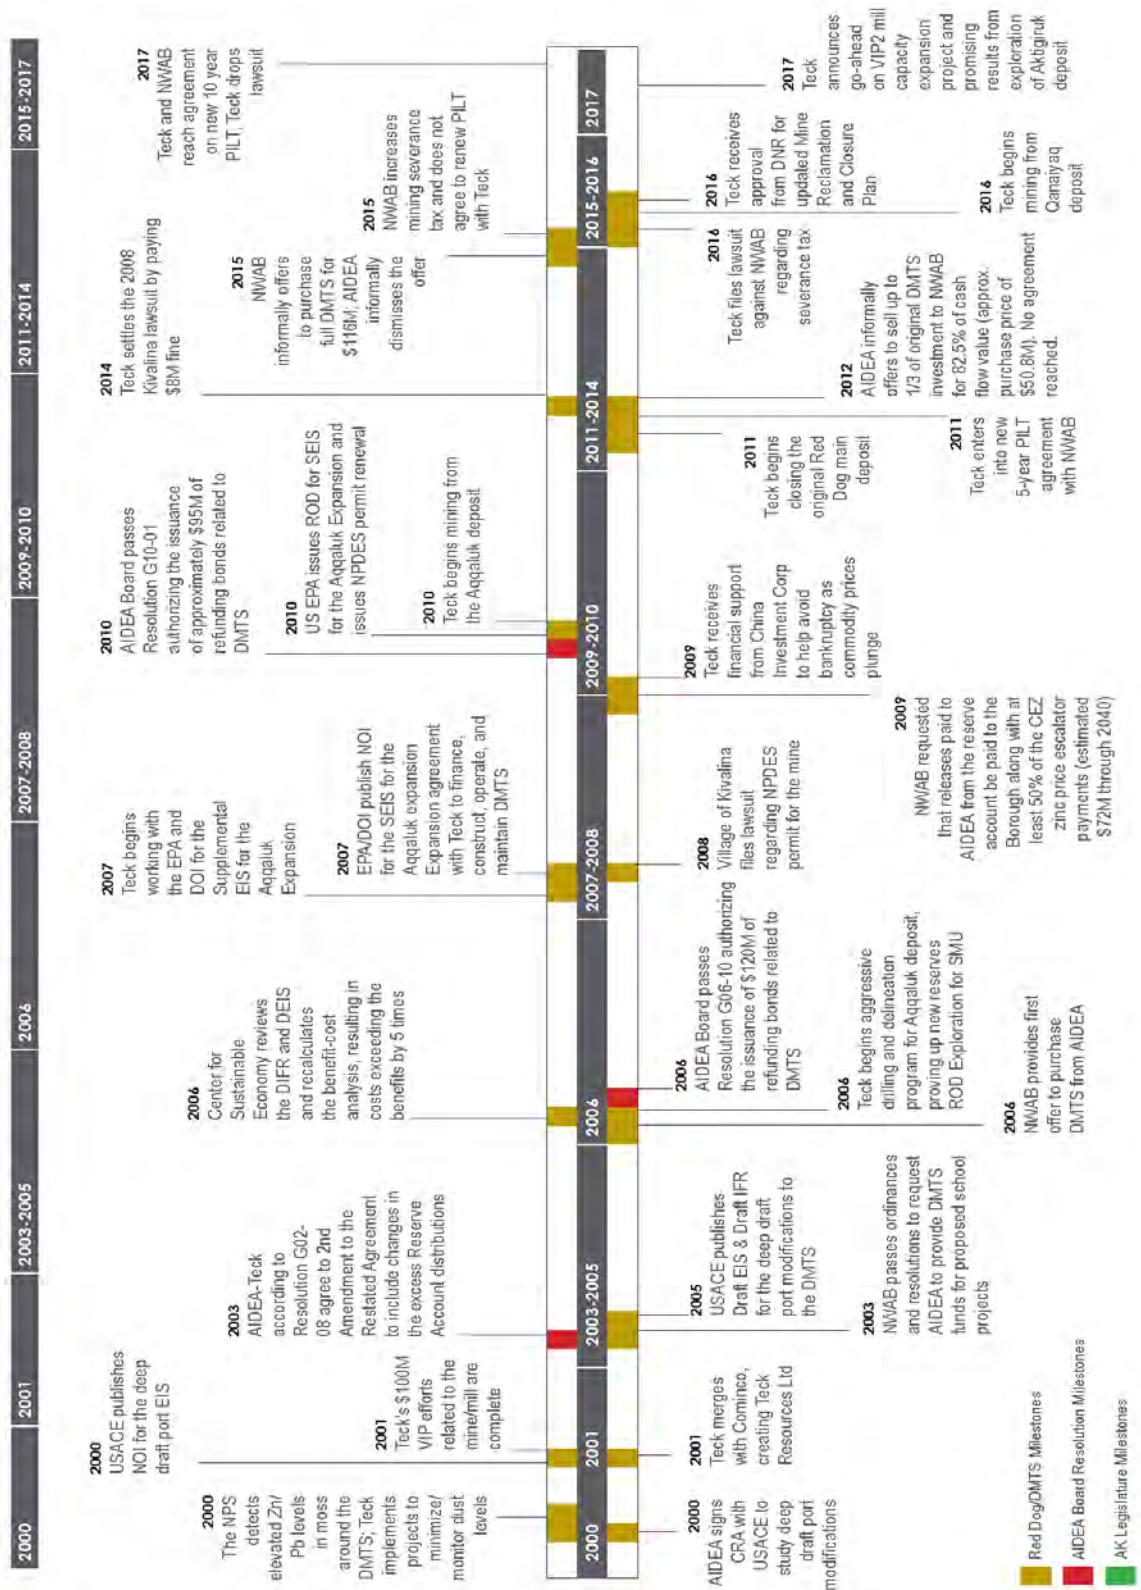 2000
2001
2003-2005
2006
2007-2008
2009-2010
2011-2014
2015-2017
2000
The NPS
detects
elevated Zn/
Pb levels
in moss
around the
DMTS; Teck
implements
projects to
minimize/
monitor dust
levels
2000
USACE publishes
NOI for the deep
draft port EIS
2001
Teck's $100M
VIP efforts
related to the
mine/mill are
complete
2003
AIDEA-Teck
according to
Resolution G02-
08 agree to 2nd
Amendment to the
Restated Agreement
to include changes in
the excess Reserve
Account distributions
2006
Center for
Sustainable
Economy reviews
the DIFR and DEIS
and recalculates
the benefit-cost
analysis, resulting in
costs exceeding the
benefits by 5 times
2007
Teck begins
working with
the EPA and
DOI for the
Supplemental
EIS for the
Aqqaluk
Expansion
2007
EPA/DOI publish NOI
for the SEIS for the
Aqqaluk expansion
Expansion agreement
with Teck to finance,
construct, operate, and
maintain DMTS
2010
AIDEA Board passes
Resolution G10-01
authorizing the issuance
of approximately $95M of
refunding bonds related to
DMTS
2010
US EPA issues ROD for SEIS
for the Aqqaluk Expansion and
issues NPDES permit renewal
2010
Teck begins mining from
the Aqqaluk deposit
2014
Teck settles the 2008
Kivalina lawsuit by paying
$8M fine
2015
NWAB
informally offers
to purchase
full DMTS for
$116M; AIDEA
informally
dismisses the
offer
2015
NWAB increases
mining severance
tax and does not
agree to renew PILT
with Teck
2017
Teck and NWAB
reach agreement
on new 10 year
PILT, Teck drops
lawsuit
2000
2001
2003-2005
2006
2007-2008
2009-2010
2011-2014
2015-2016
2017
2000
AIDEA signs
CRA with
USACE to
study deep
draft port
modifications
2001
Teck merges
with Cominco,
creating Teck
Resources Ltd
2005
USACE publishes
Draft EIS & Draft IFR
for the deep draft
port modifications to
the DMTS
2003
NWAB passes ordinances
and resolutions to request
AIDEA to provide DMTS
funds for proposed school
projects
2006
AIDEA Board passes
Resolution G06-10 authorizing
the issuance of $120M of
refunding bonds related to
DMTS
2006
Teck begins aggressive
drilling and delineation
program for Aqqaluk deposit,
proving up new reserves
ROD Exploration for SMU
2006
NWAB provides first
offer to purchase
DMTS from AIDEA
2008
Village of Kivalina
files lawsuit
regarding NPDES
permit for the mine
2009
Teck receives
financial support
from China
Investment Corp
to help avoid
bankruptcy as
commodity prices
plunge
2009
NWAB requested
that releases paid to
AIDEA from the reserve
account be paid to the
Borough along with at
least 50% of the CEZ
zinc price escalator
payments (estimated
$72M through 2040)
2011
Teck begins
closing the
original Red
Dog main
deposit
2012
AIDEA informally
offers to sell up to
1/3 of original DMTS
investment to NWAB
for 82.5% of cash
flow value (approx.
purchase price of
$50.8M). No agreement
reached.
2011
Teck enters
into new
5-year PILT
agreement
with NWAB
2016
Teck files lawsuit
against NWAB
regarding
severance tax
2016
Teck receives
approval
from DNR for
updated Mine
Reclamation
and Closure
Plan
2016
Teck begins
mining from
Qanaiyaq
deposit
2017
Teck
announces
go-ahead
on VIP2 mill
capacity
expansion
project and
promising
results from
exploration
of Aktigiruk
deposit
Red Dog/DMTS Milestones
AIDEA Board Resolution Milestones
AK Legislature Milestones